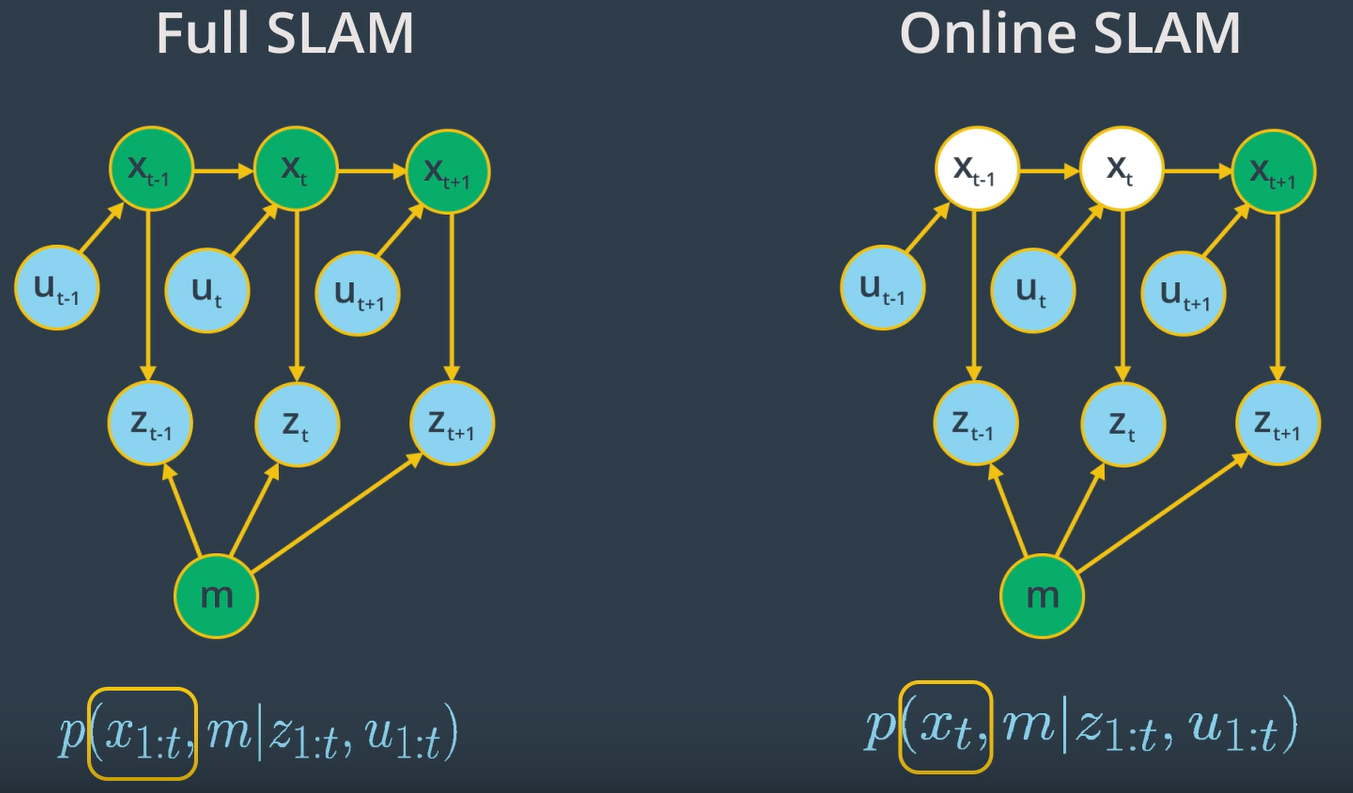 Full SLAM
Online SLAM
x_{t-1} x_t x_{t+1}
u_{t-1} u_t u_{t+1}
z_{t-1} z_t z_{t+1}
m
p(x_{1:t}, m|z_{1:t}, u_{1:t})
x_{t-1} x_t x_{t+1}
u_{t-1} u_t u_{t+1}
z_{t-1} z_t z_{t+1}
m
p(x_t, m|z_{1:t}, u_{1:t})